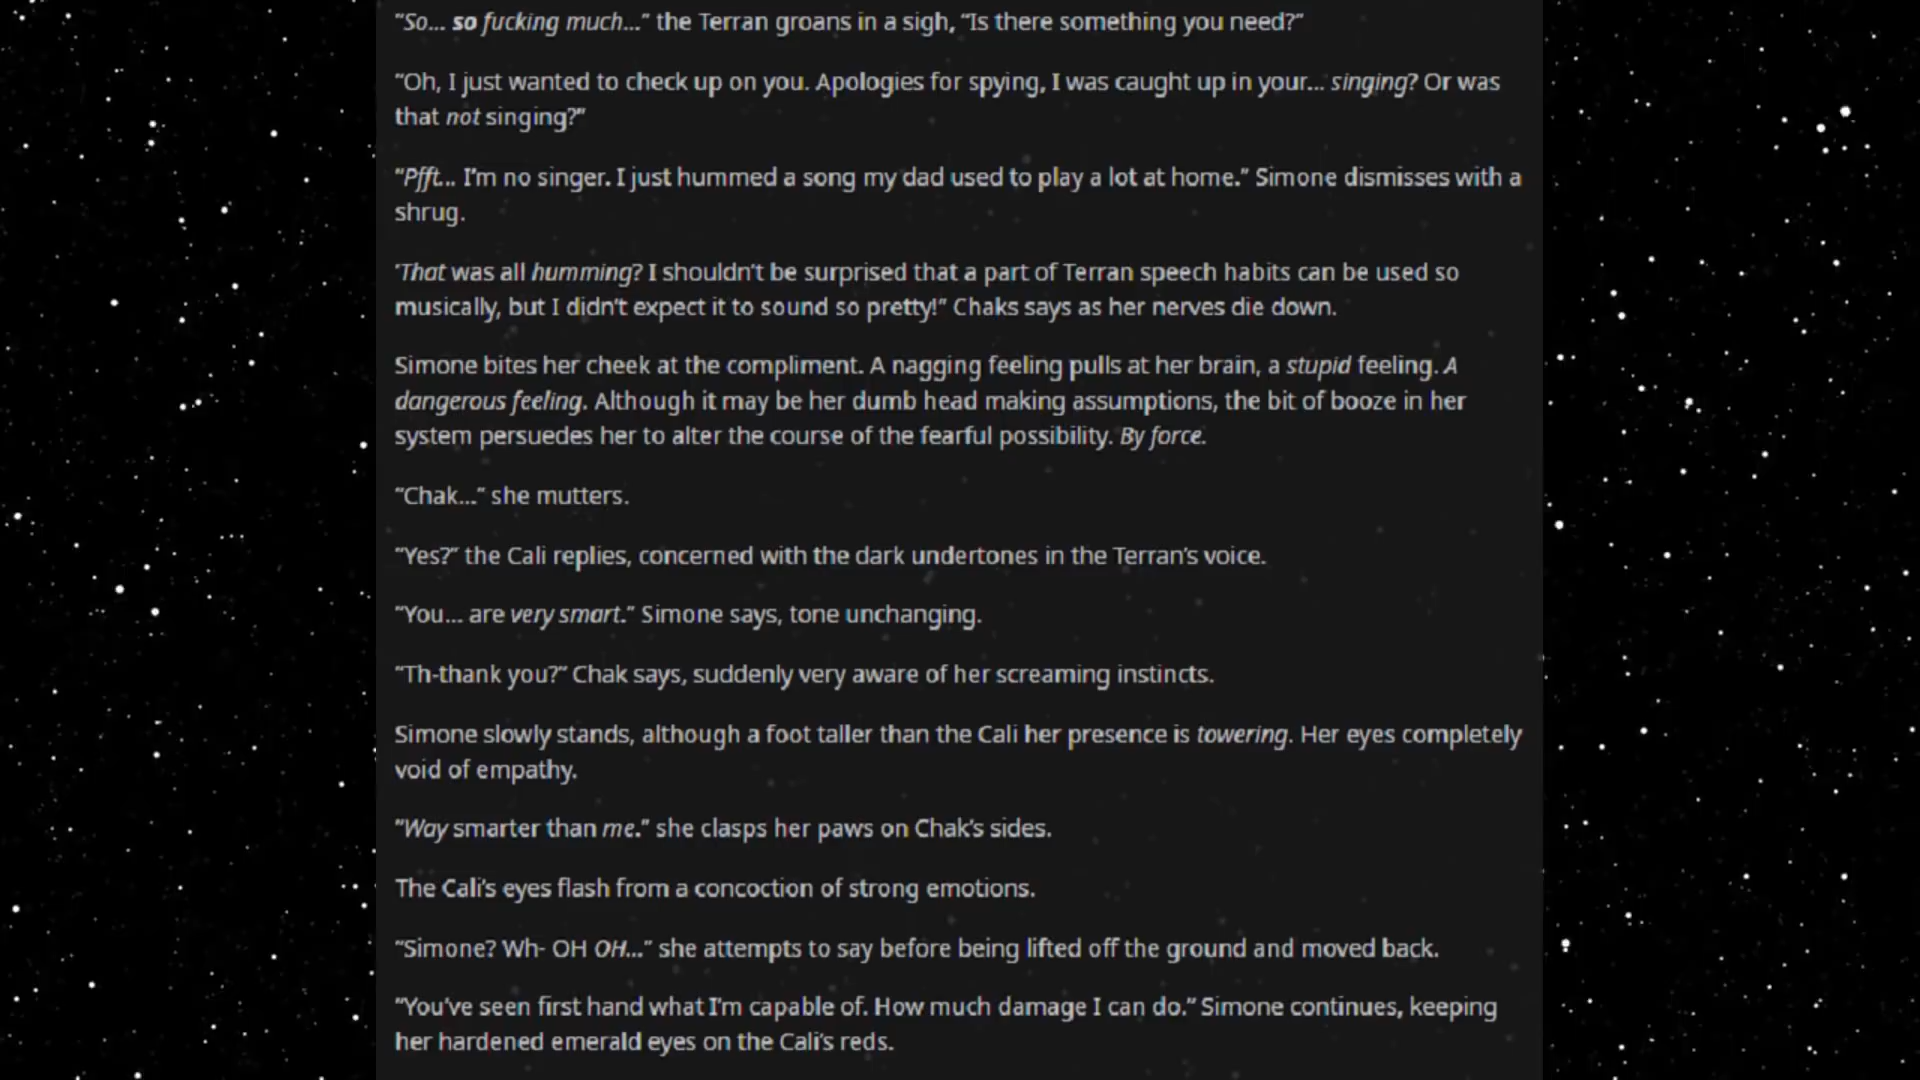 “So... so fucking much...” the Terran groans in a sigh, “Is there something you need?”
“Oh, I just wanted to check up on you. Apologies for spying, I was caught up in your... singing? Or was
that not singing?”
“Pfft... I’m no singer. I just hummed a song my dad used to play a lot at home.” Simone dismisses with a
shrug.
‘That was all humming? I shouldn’t be surprised that a part of Terran speech habits can be used so
musically, but I didn’t expect it to sound so pretty!” Chaks says as her nerves die down.
Simone bites her cheek at the compliment. A nagging feeling pulls at her brain, a stupid feeling. A
dangerous feeling. Although it may be her dumb head making assumptions, the bit of booze in her
system persuedes her to alter the course of the fearful possibility. By force.
“Chak...” she mutters.
“Yes?” the Cali replies, concerned with the dark undertones in the Terran’s voice.
“You... are very smart.” Simone says, tone unchanging.
“Th-thank you?” Chak says, suddenly very aware of her screaming instincts.
Simone slowly stands, although a foot taller than the Cali her presence is towering. Her eyes completely
void of empathy.
“Way smarter than me.” she clasps her paws on Chak’s sides.
The Cali’s eyes flash from a concoction of strong emotions.
“Simone? Wh- OH OH...” she attempts to say before being lifted off the ground and moved back.
“You’ve seen first hand what I’m capable of. How much damage I can do.” Simone continues, keeping
her hardened emerald eyes on the Cali’s reds.